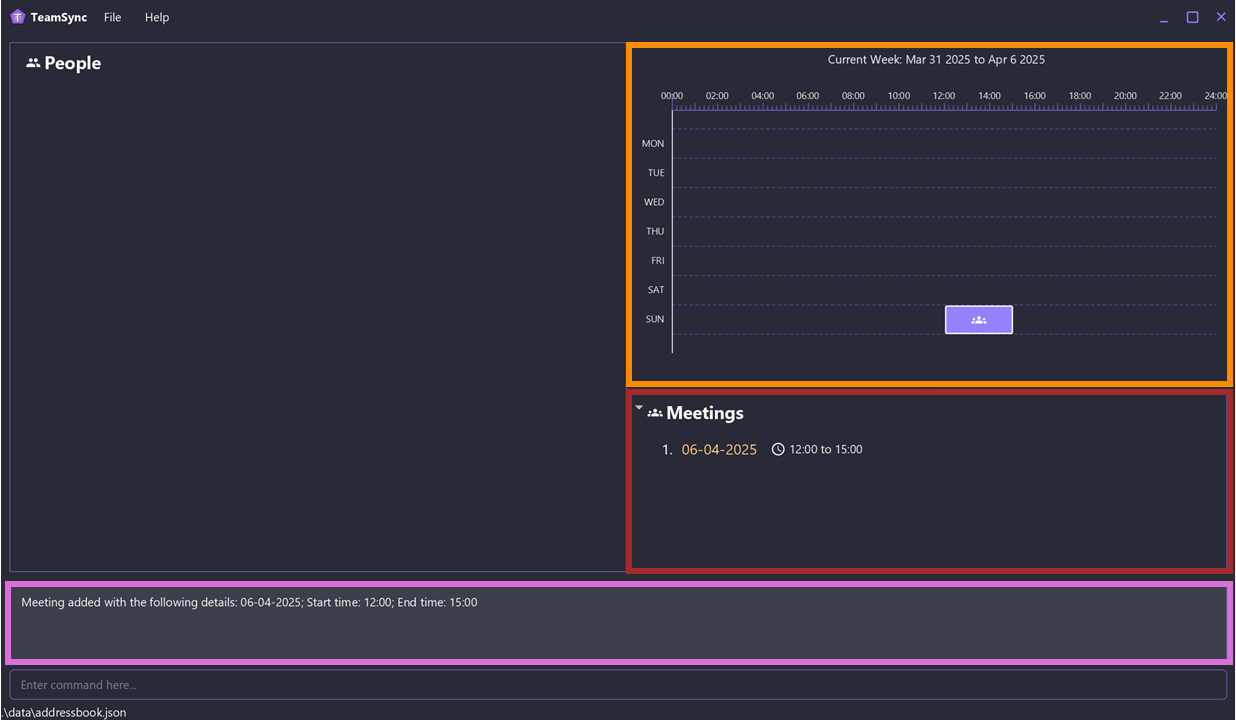 TeamSync File Help
People
Current Week: Mar 31 2025 to Apr 6 2025
00:00 02:00 04:00 06:00 08:00 10:00 12:00 14:00 16:00 18:00 20:00 22:00 24:00
MON
TUE
WED
THU
FRI
SAT
SUN
Meetings
1. 06-04-2025 12:00 to 15:00
Meeting added with the following details: 06-04-2025; Start time: 12:00; End time: 15:00
Enter command here...
.\data\addressbook.json